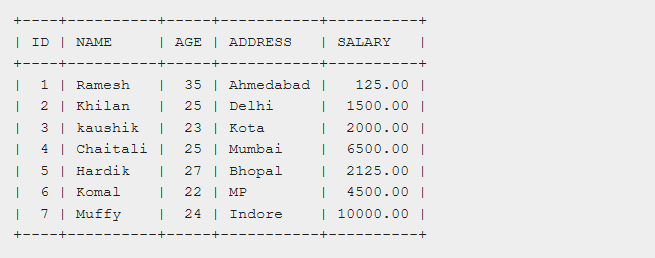 +----+----------+-----+-----------+----------+
| ID | NAME     | AGE | ADDRESS   | SALARY   |
+----+----------+-----+-----------+----------+
|  1 | Ramesh   |  35 | Ahmedabad |   125.00 |
|  2 | Khilan   |  25 | Delhi     |  1500.00 |
|  3 | kaushik  |  23 | Kota      |  2000.00 |
|  4 | Chaitali |  25 | Mumbai    |  6500.00 |
|  5 | Hardik   |  27 | Bhopal    |  2125.00 |
|  6 | Komal    |  22 | MP        |  4500.00 |
|  7 | Muffy    |  24 | Indore    | 10000.00 |
+----+----------+-----+-----------+----------+